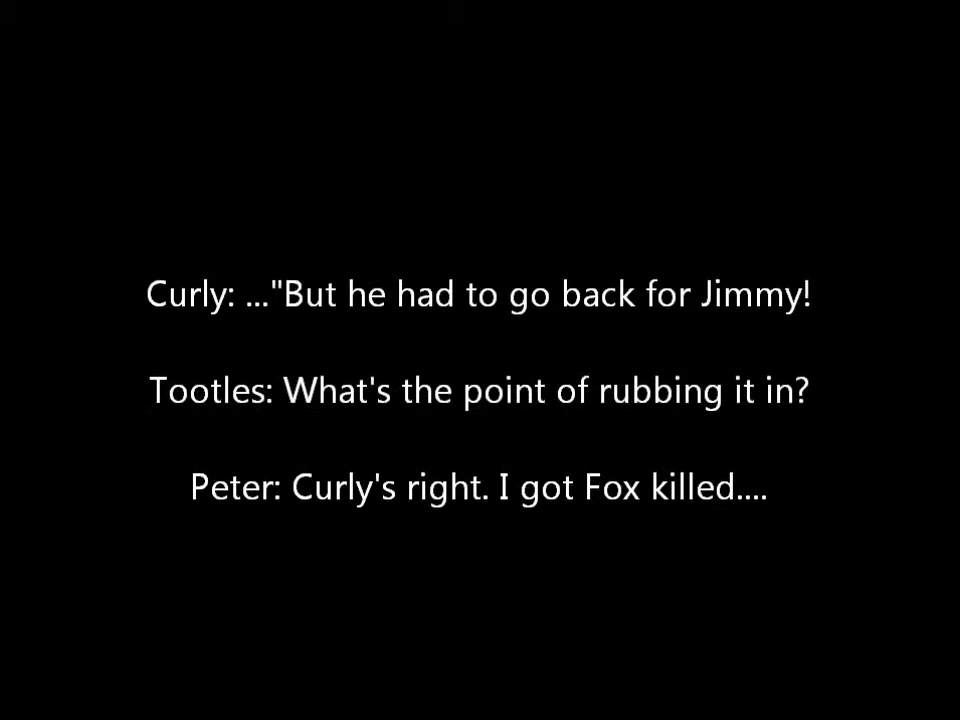 Curly: ..."But he had to go back for Jimmy!
Tootles: What's the point of rubbing it in?
Peter: Curly's right. I got Fox killed....